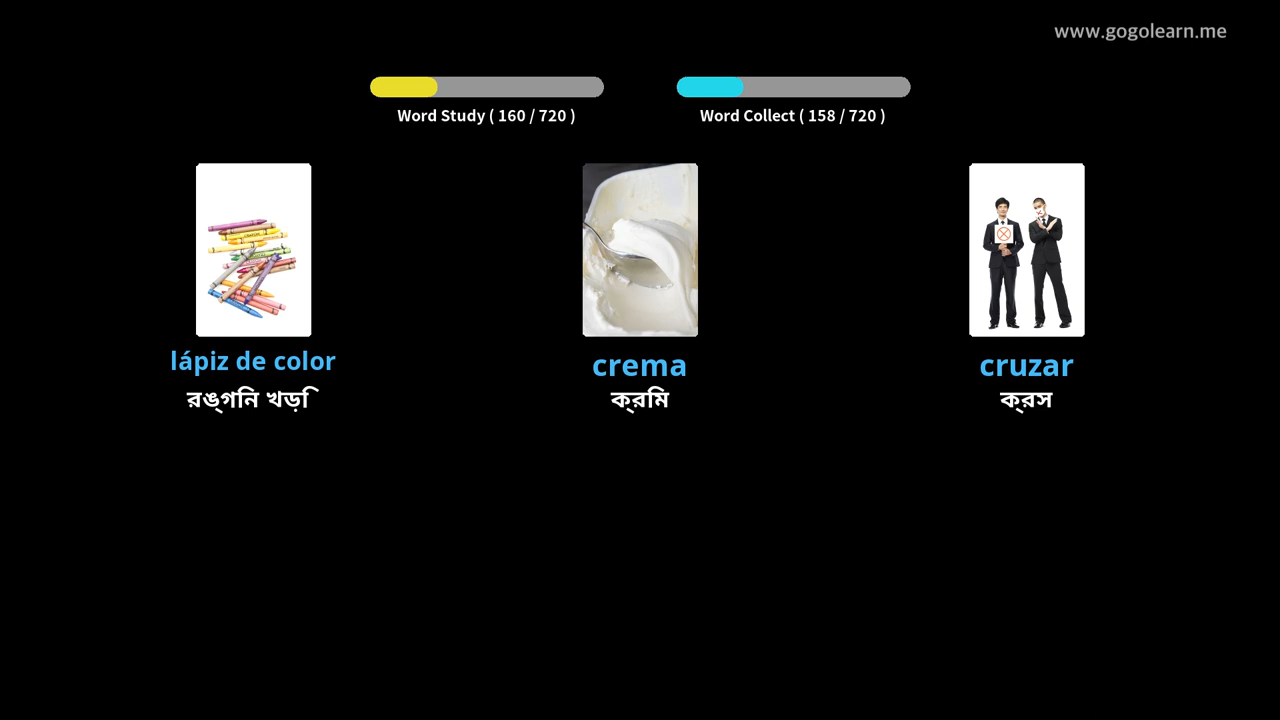 www.gogolearn.me
Word Study ( 160 / 720 )
Word Collect ( 158 / 720 )
lápiz de color
রঙ্গনি খড়ি
crema
ক্রমি
cruzar
ক্রস